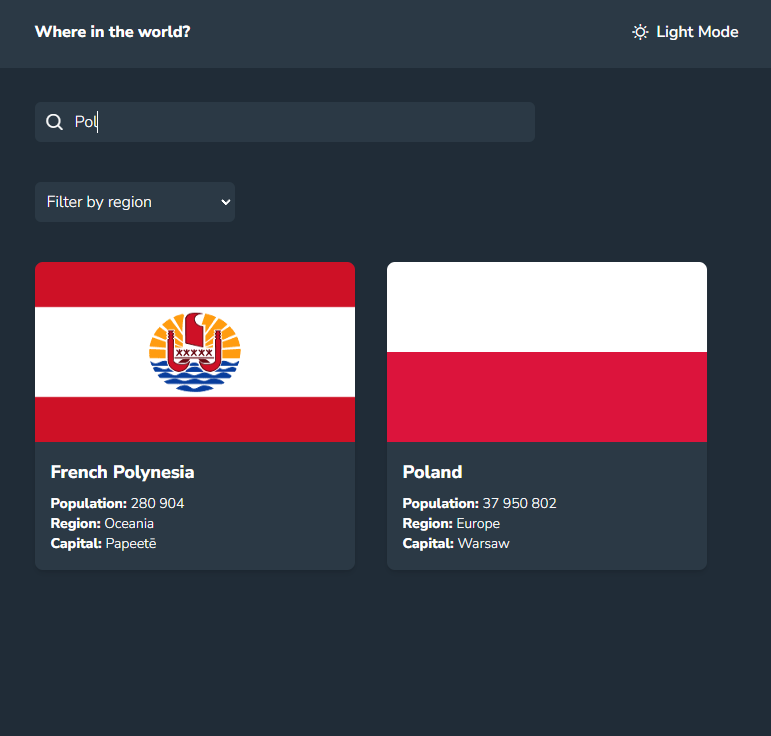 Where in the world?
Light Mode
Pol
Filter by region
French Polynesia
Population: 280 904
Region: Oceania
Capital: Papeetē
Poland
Population: 37 950 802
Region: Europe
Capital: Warsaw